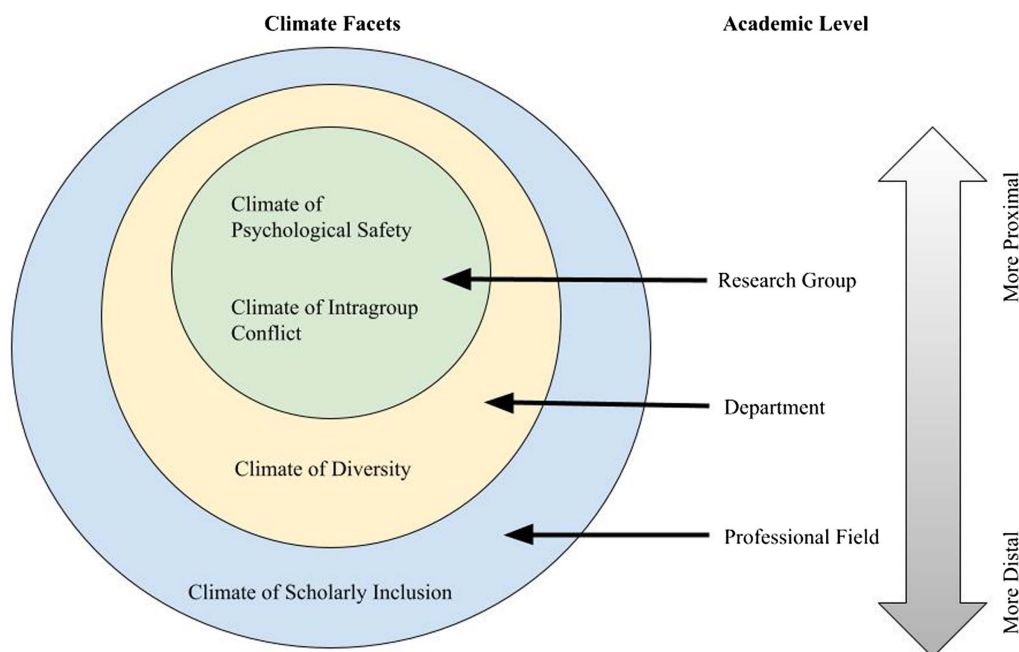 Climate Facets
Academic Level
Climate of
Psychological Safety
Climate of Intragroup
Conflict
Research Group
Department
Climate of Diversity
Professional Field
Climate of Scholarly Inclusion
More Proximal
More Distal